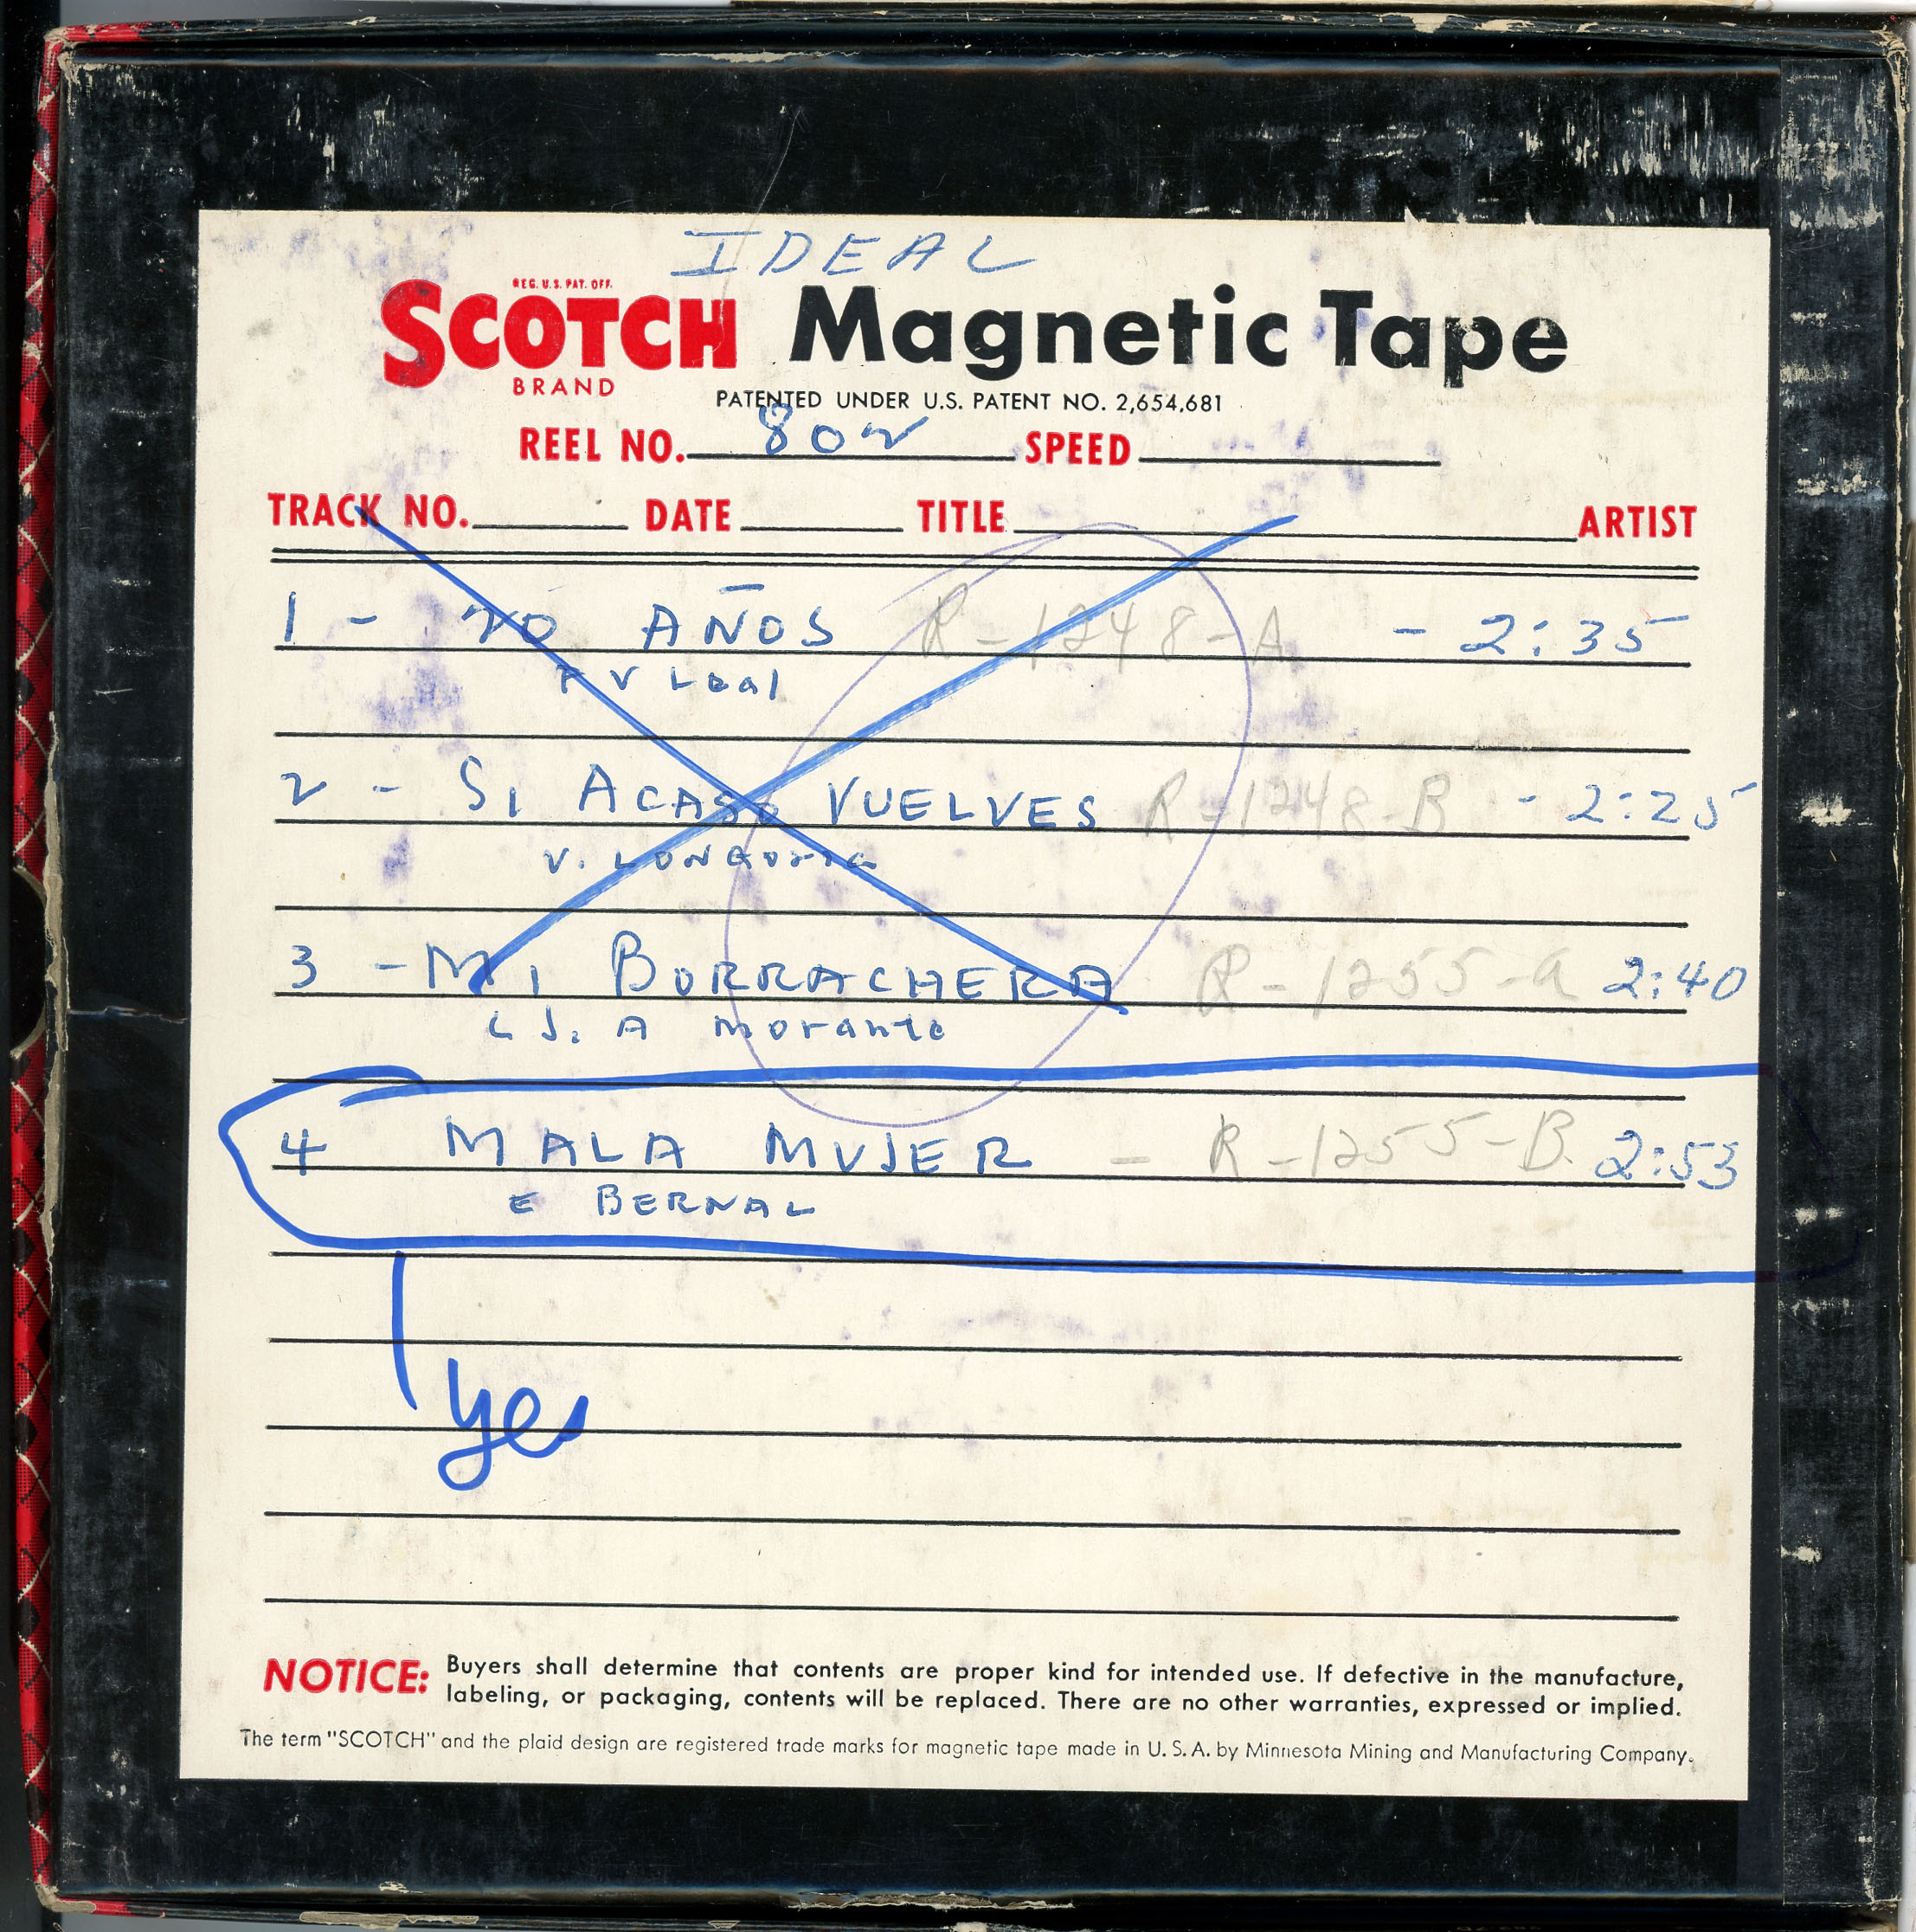 IDEAL
REG. U.S. PAT. OFF.
SCOTCH Magnetic Tape
BRAND
PATENTED UNDER U.S. PATENT NO. 2,654,681
REEL NO. 802 SPEED
TRACK NO. DATE TITLE ARTIST
1 - 20 AÑOS R-1248-A - 2:35
V Leal
2 - SI ACASO VUELVES R-1248-B - 2:25
V. LONGORIA
3 - MI BORRACHERA R-1255-A 2:40
J. A Morante
4 MALA MUJER - R-1255-B. 2:53
E BERNAL
yes
NOTICE: Buyers shall determine that contents are proper kind for intended use. If defective in the manufacture,
labeling, or packaging, contents will be replaced. There are no other warranties, expressed or implied.
The term "SCOTCH" and the plaid design are registered trade marks for magnetic tape made in U. S. A. by Minnesota Mining and Manufacturing Company.